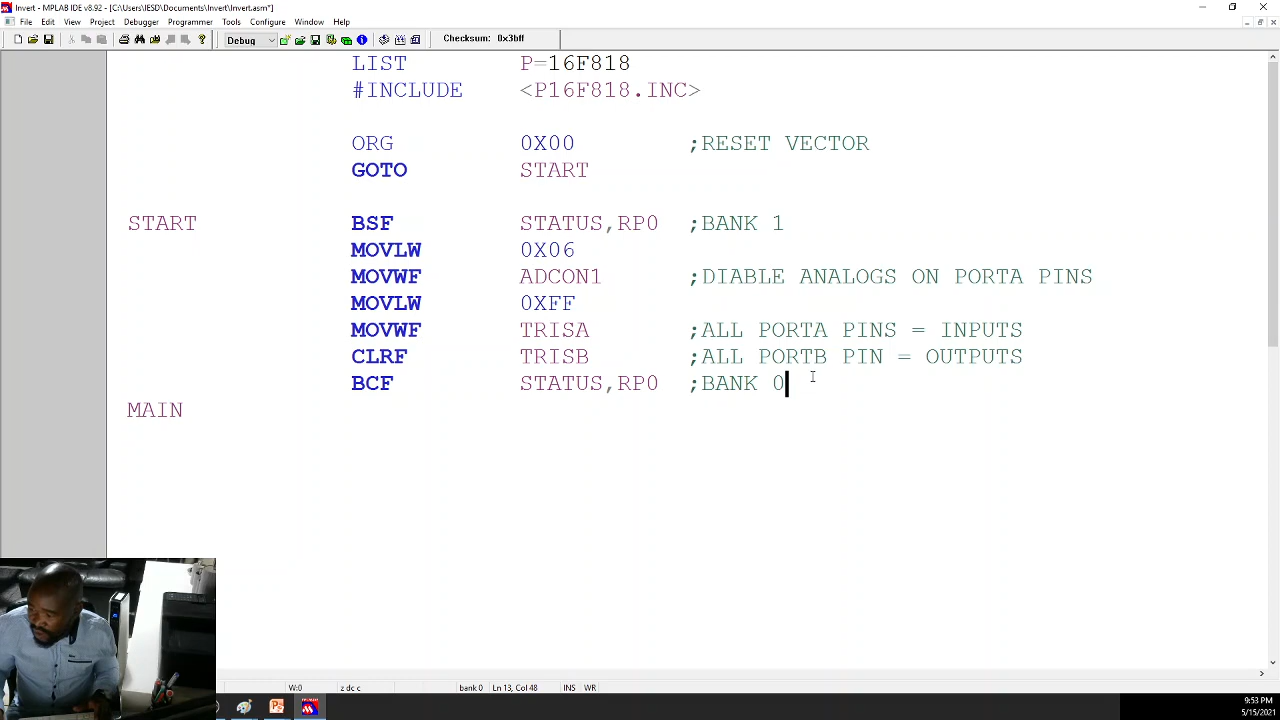 Invert - MPLAB IDE v8.92 - [C:\Users\IESD\Documents\Invert\Invert.asm*]
File Edit View Project Debugger Programmer Tools Configure Window Help
Debug Checksum: 0x3bff
LIST P=16F818
#INCLUDE <P16F818.INC>
ORG 0X00 ;RESET VECTOR
GOTO START
START BSF STATUS,RP0 ;BANK 1
MOVLW 0X06
MOVWF ADCON1 ;DIABLE ANALOGS ON PORTA PINS
MOVLW 0XFF
MOVWF TRISA ;ALL PORTA PINS = INPUTS
CLRF TRISB ;ALL PORTB PIN = OUTPUTS
BCF STATUS,RP0 ;BANK 0
MAIN
W:0 z dc c bank 0 Ln 13, Col 48 INS WR
9:53 PM
5/15/2021